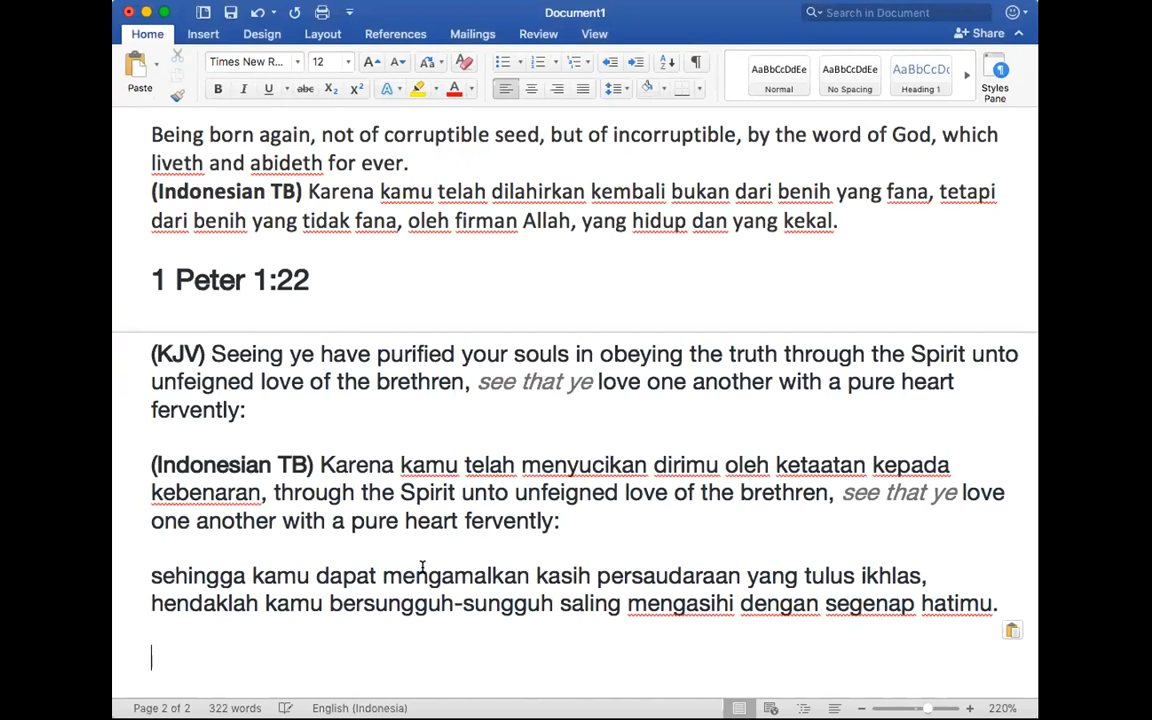 Document1
Search in Document
Home Insert Design Layout References Mailings Review View
Share
Paste
Times New R... 12
AaBbCcDdEe AaBbCcDdEe AaBbCcDc
Normal No Spacing Heading 1
Styles
Pane
Being born again, not of corruptible seed, but of incorruptible, by the word of God, which
liveth and abideth for ever.
(Indonesian TB) Karena kamu telah dilahirkan kembali bukan dari benih yang fana, tetapi
dari benih yang tidak fana, oleh firman Allah, yang hidup dan yang kekal.
1 Peter 1:22
(KJV) Seeing ye have purified your souls in obeying the truth through the Spirit unto
unfeigned love of the brethren, see that ye love one another with a pure heart
fervently:
(Indonesian TB) Karena kamu telah menyucikan dirimu oleh ketaatan kepada
kebenaran, through the Spirit unto unfeigned love of the brethren, see that ye love
one another with a pure heart fervently:
sehingga kamu dapat mengamalkan kasih persaudaraan yang tulus ikhlas,
hendaklah kamu bersungguh-sungguh saling mengasihi dengan segenap hatimu.
Page 2 of 2 322 words English (Indonesia) 220%